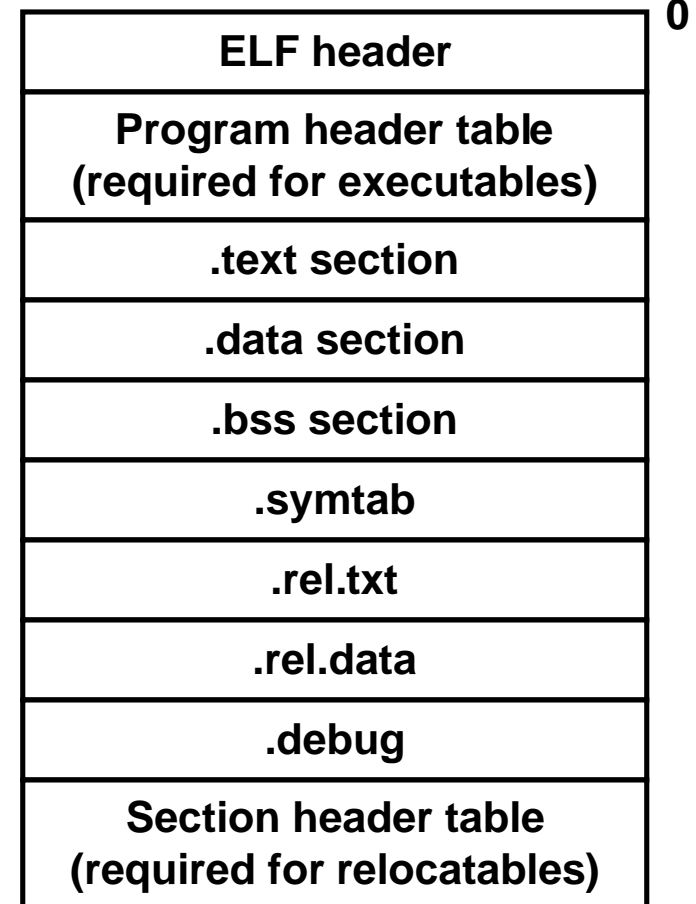 0
ELF header
Program header table
(required for executables)
.text section
.data section
.bss section
.symtab
.rel.txt
.rel.data
.debug
Section header table
(required for relocatables)